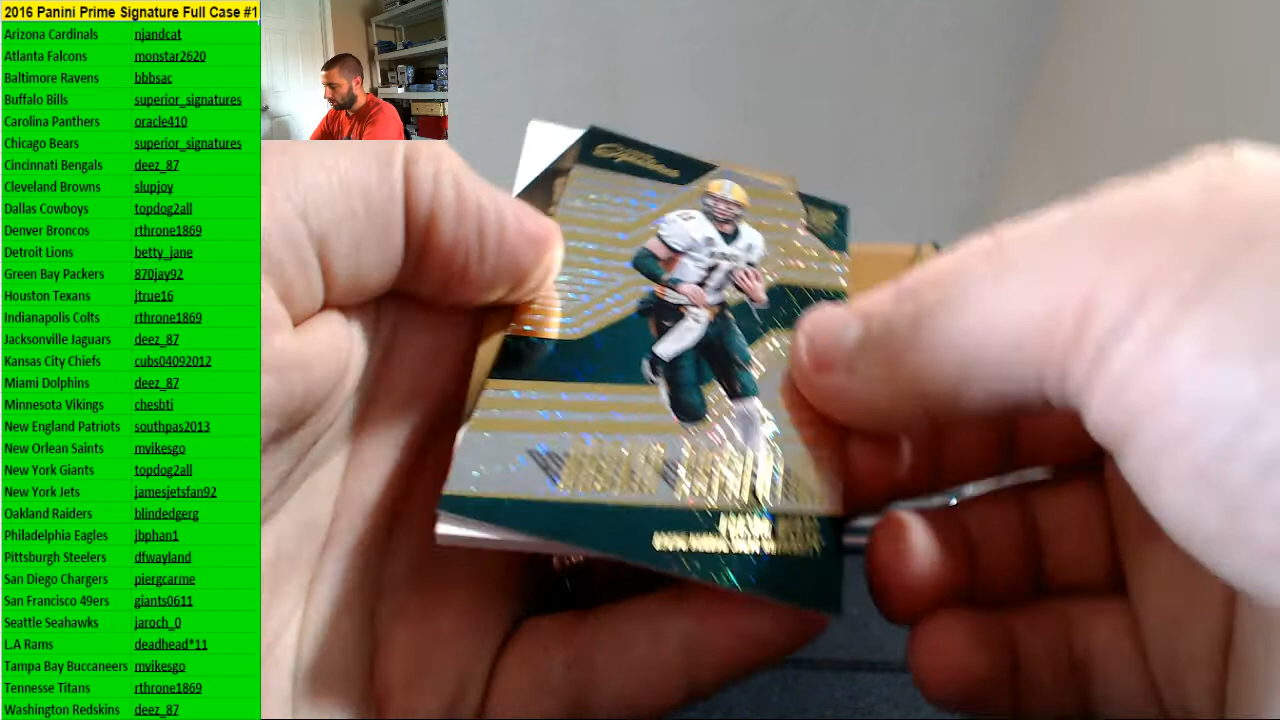 2016 Panini Prime Signature Full Case #1
Arizona Cardinals njandcat
Atlanta Falcons monstar2620
Baltimore Ravens bbbsac
Buffalo Bills superior_signatures
Carolina Panthers oracle410
Chicago Bears superior_signatures
Cincinnati Bengals deez_87
Cleveland Browns slupjoy
Dallas Cowboys topdog2all
Denver Broncos rthrone1869
Detroit Lions betty_jane
Green Bay Packers 870jay92
Houston Texans jtrue16
Indianapolis Colts rthrone1869
Jacksonville Jaguars deez_87
Kansas City Chiefs cubs04092012
Miami Dolphins deez_87
Minnesota Vikings chesbti
New England Patriots southpas2013
New Orlean Saints mvikesgo
New York Giants topdog2all
New York Jets jamesjetsfan92
Oakland Raiders blindedgerg
Philadelphia Eagles jbphan1
Pittsburgh Steelers dfwayland
San Diego Chargers piergcarme
San Francisco 49ers giants0611
Seattle Seahawks jaroch_0
L.A Rams deadhead*11
Tampa Bay Buccaneers mvikesgo
Tennesse Titans rthrone1869
Washington Redskins deez_87